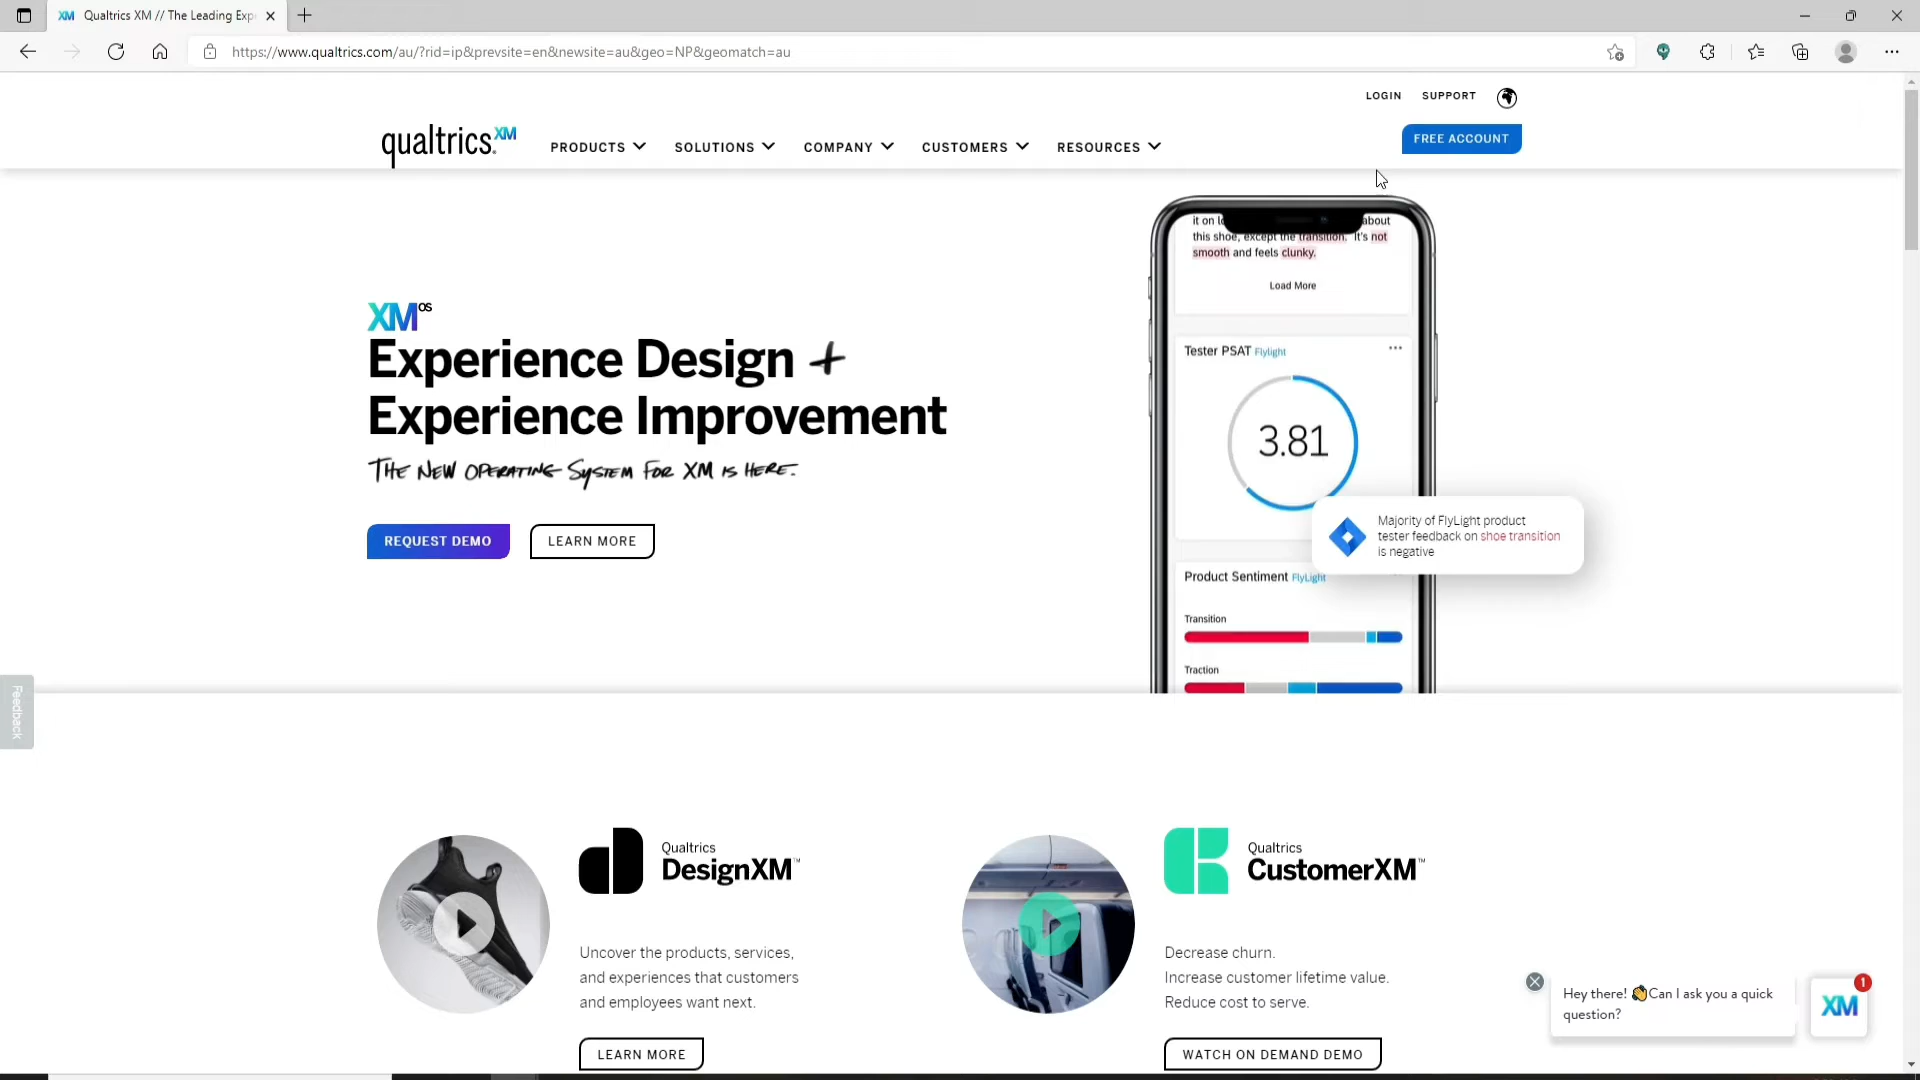 Qualtrics XM // The Leading Exp
https://www.qualtrics.com/au/?rid=ip&prevsite=en&newsite=au&geo=NP&geomatch=au
LOGIN SUPPORT
qualtrics.XM
PRODUCTS SOLUTIONS COMPANY CUSTOMERS RESOURCES
FREE ACCOUNT
XM OS
Experience Design +
Experience Improvement
THE NEW OPERATING SYSTEM FOR XM IS HERE.
REQUEST DEMO LEARN MORE
it on about
this shoe, except the transition. It's not
smooth and feels clunky.
Load More
Tester PSAT Flylight
3.81
Majority of FlyLight product
tester feedback on shoe transition
is negative
Product Sentiment FlyLight
Transition
Traction
Feedback
Qualtrics
DesignXM™
Uncover the products, services,
and experiences that customers
and employees want next.
LEARN MORE
Qualtrics
CustomerXM™
Decrease churn.
Increase customer lifetime value.
Reduce cost to serve.
WATCH ON DEMAND DEMO
Hey there! 👏Can I ask you a quick
question?
XM
1